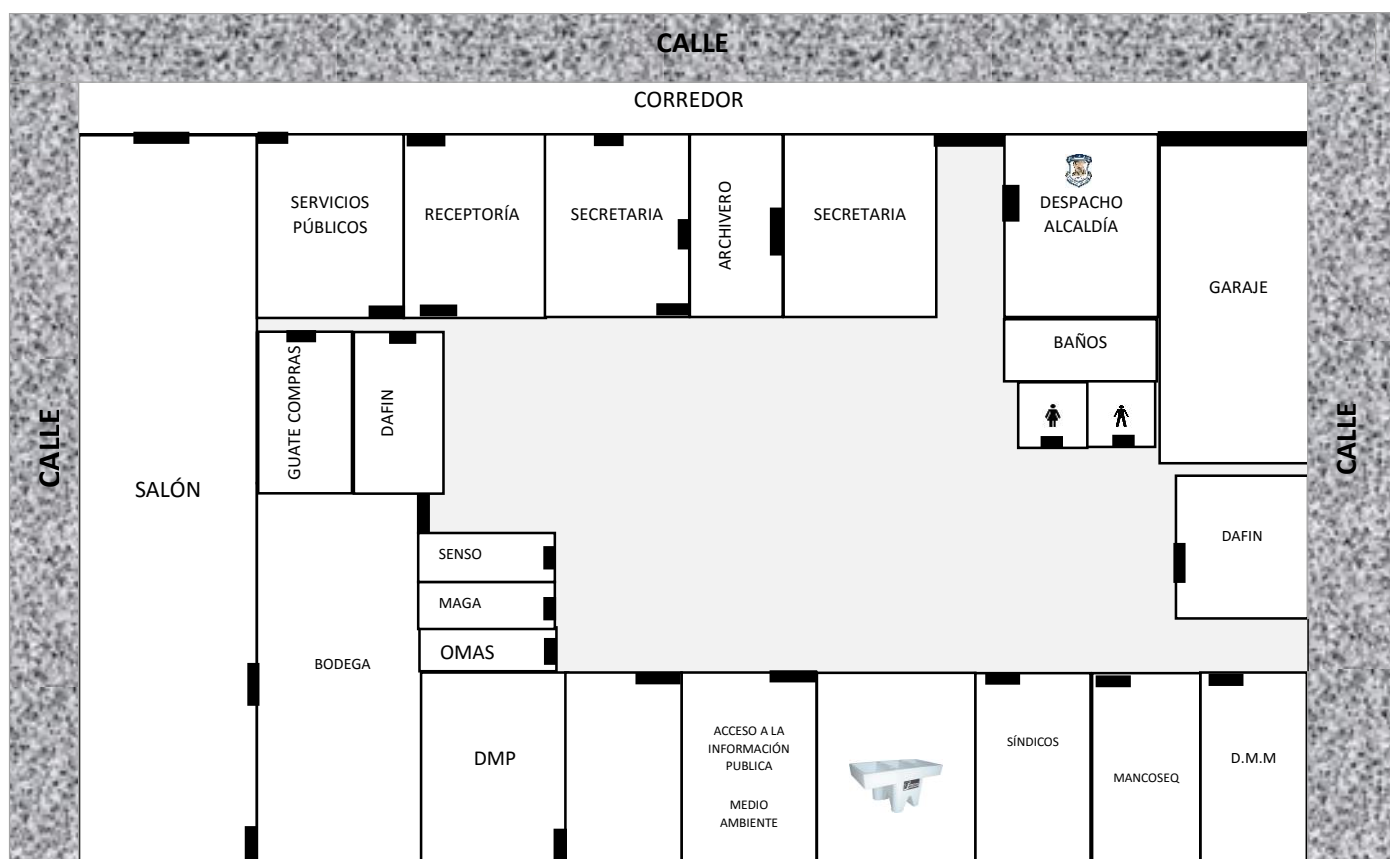 CALLE
CORREDOR
SERVICIOS
PÚBLICOS
RECEPTORÍA
SECRETARIA
ARCHIVERO
SECRETARIA
DESPACHO
ALCALDÍA
GARAJE
BAÑOS
GUATE COMPRAS
DAFIN
CALLE
CALLE
SALÓN
DAFIN
SENSO
MAGA
OMAS
BODEGA
DMP
ACCESO A LA
INFORMACIÓN
PUBLICA
MEDIO
AMBIENTE
SÍNDICOS
MANCOSEQ
D.M.M